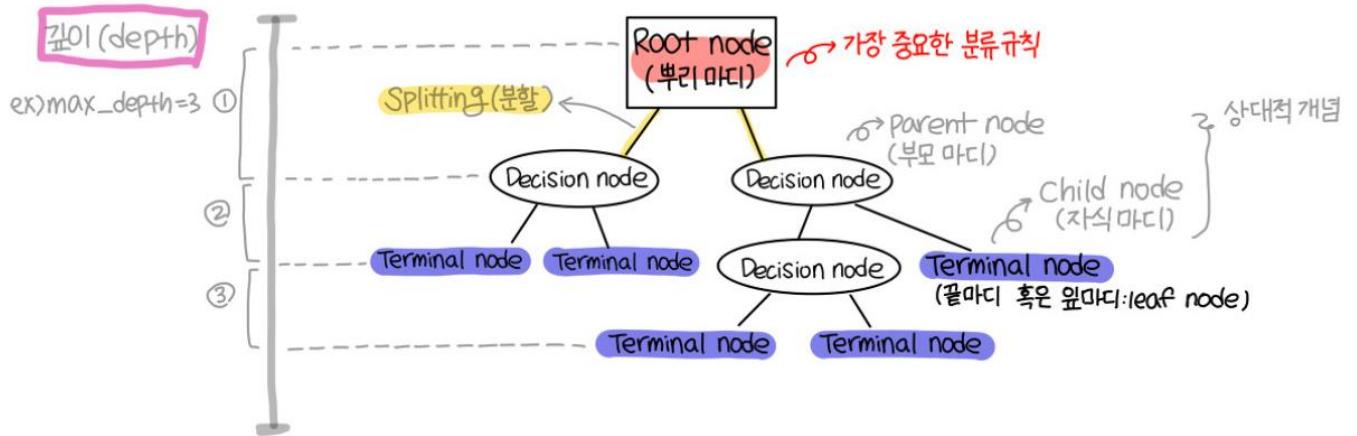 깊이(depth)
ex)max_depth=3 ①
②
③
Root node
(뿌리 마디)
가장 중요한 분류규칙
Splitting(분할)
Parent node
(부모 마디)
상대적 개념
Decision node
Decision node
Child node
(자식마디)
Terminal node
Terminal node
Decision node
Terminal node
(끝마디 혹은 잎마디:leaf node)
Terminal node
Terminal node